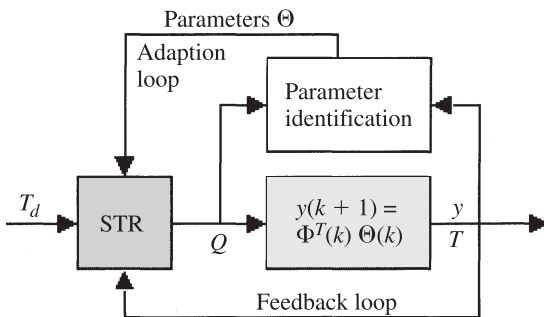 Parameters Θ
Adaption
loop
Parameter
identification
T_d
STR
Q
y(k + 1) =
Φ^T(k) Θ(k)
y
T
Feedback loop